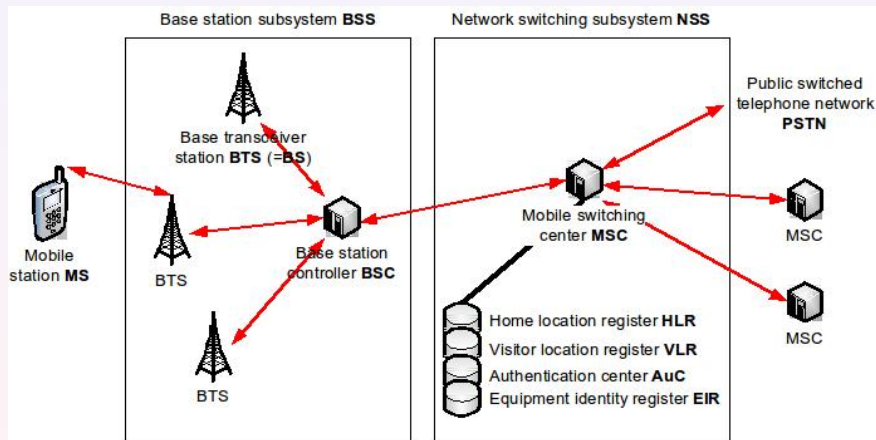 Base station subsystem BSS
Network switching subsystem NSS
Public switched
telephone network
PSTN
Base transceiver
station BTS (=BS)
Mobile
station MS
BTS
Base station
controller BSC
Mobile switching
center MSC
MSC
MSC
BTS
Home location register HLR
Visitor location register VLR
Authentication center AuC
Equipment identity register EIR